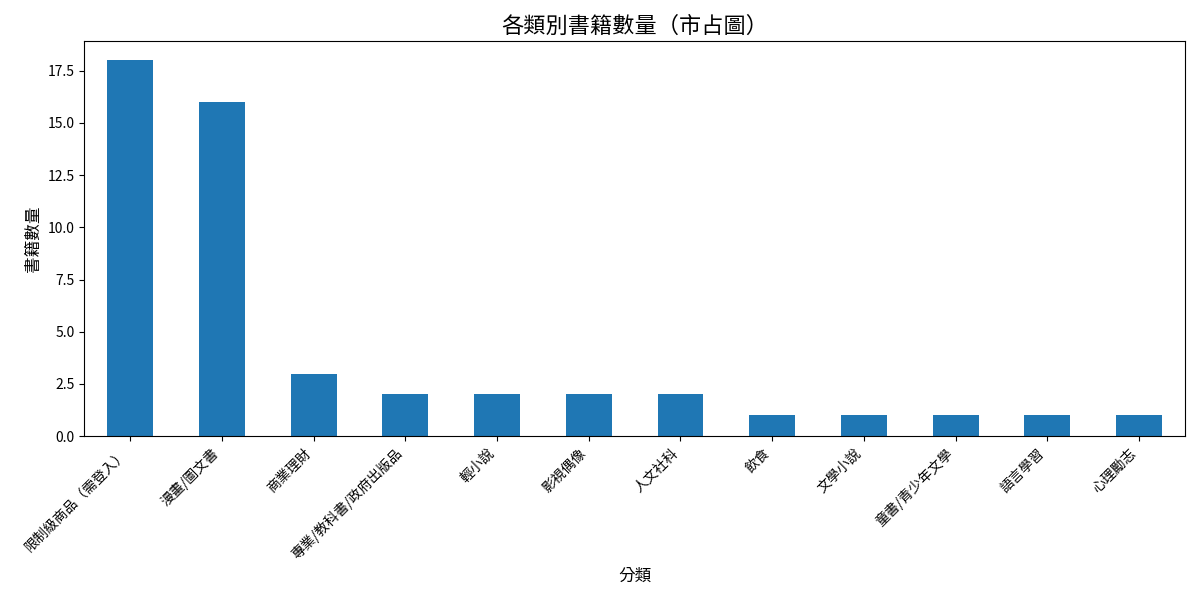 各類別書籍數量（市占圖）
書籍數量
17.5
15.0
12.5
10.0
7.5
5.0
2.5
0.0
限制級商品（需登入）
漫畫/圖文書
商業理財
專業/教科書/政府出版品
輕小說
影視偶像
人文社科
飲食
文學小說
童書/青少年文學
語言學習
心理勵志
分類